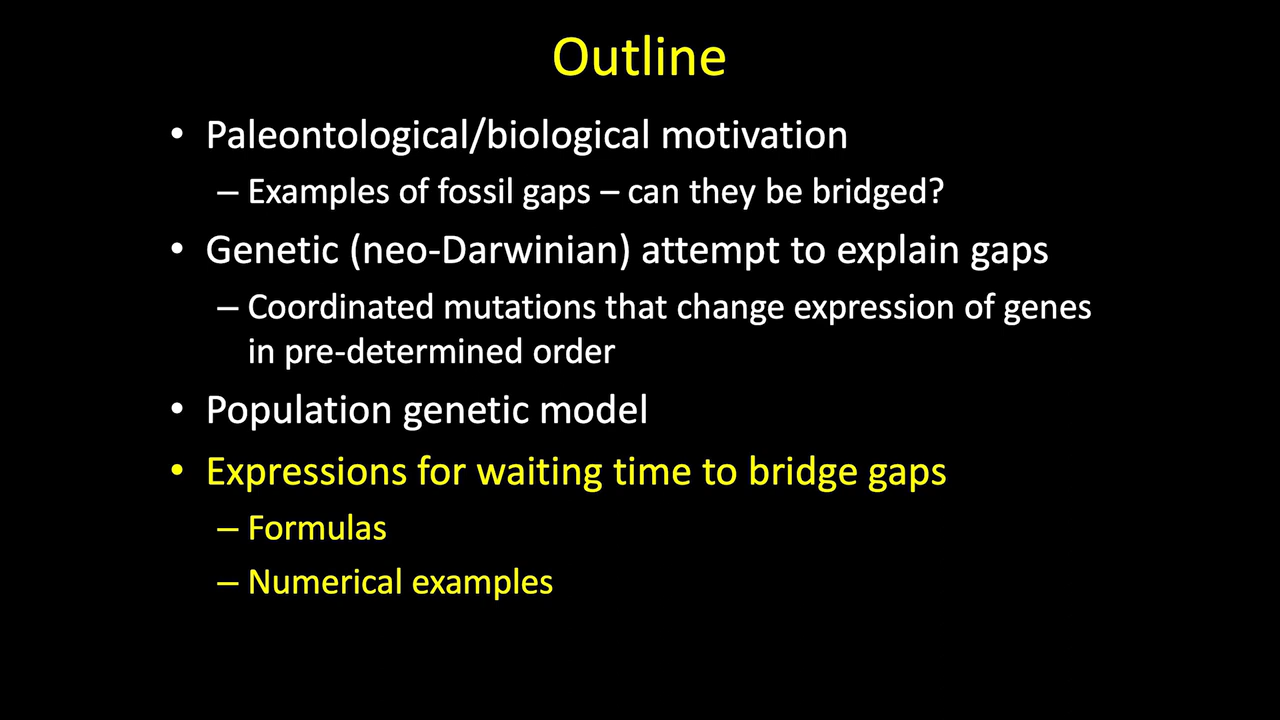 Outline
• Paleontological/biological motivation
– Examples of fossil gaps – can they be bridged?
• Genetic (neo-Darwinian) attempt to explain gaps
– Coordinated mutations that change expression of genes
in pre-determined order
• Population genetic model
• Expressions for waiting time to bridge gaps
– Formulas
– Numerical examples